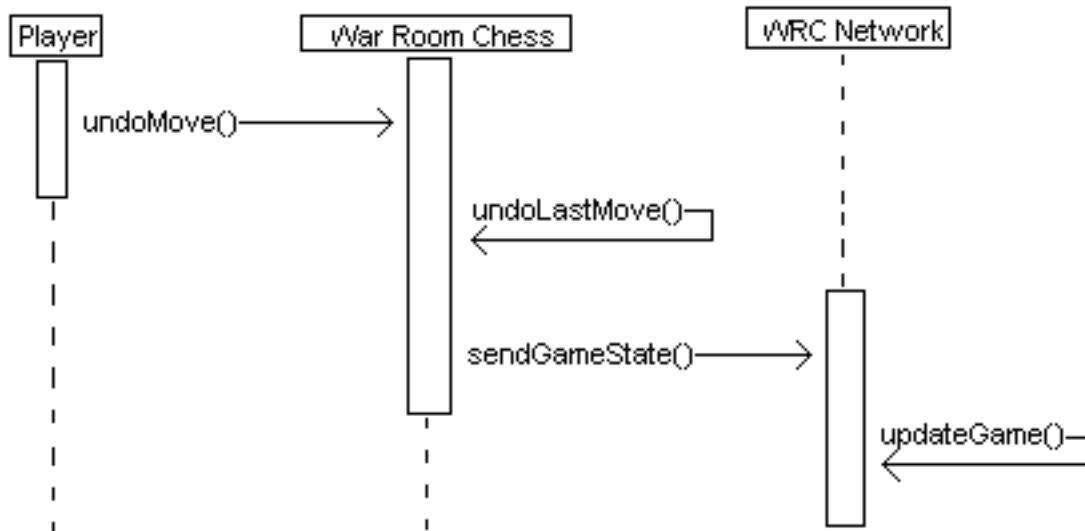 Player
War Room Chess
WRC Network
undoMove()
undoLastMove()
sendGameState()
updateGame()